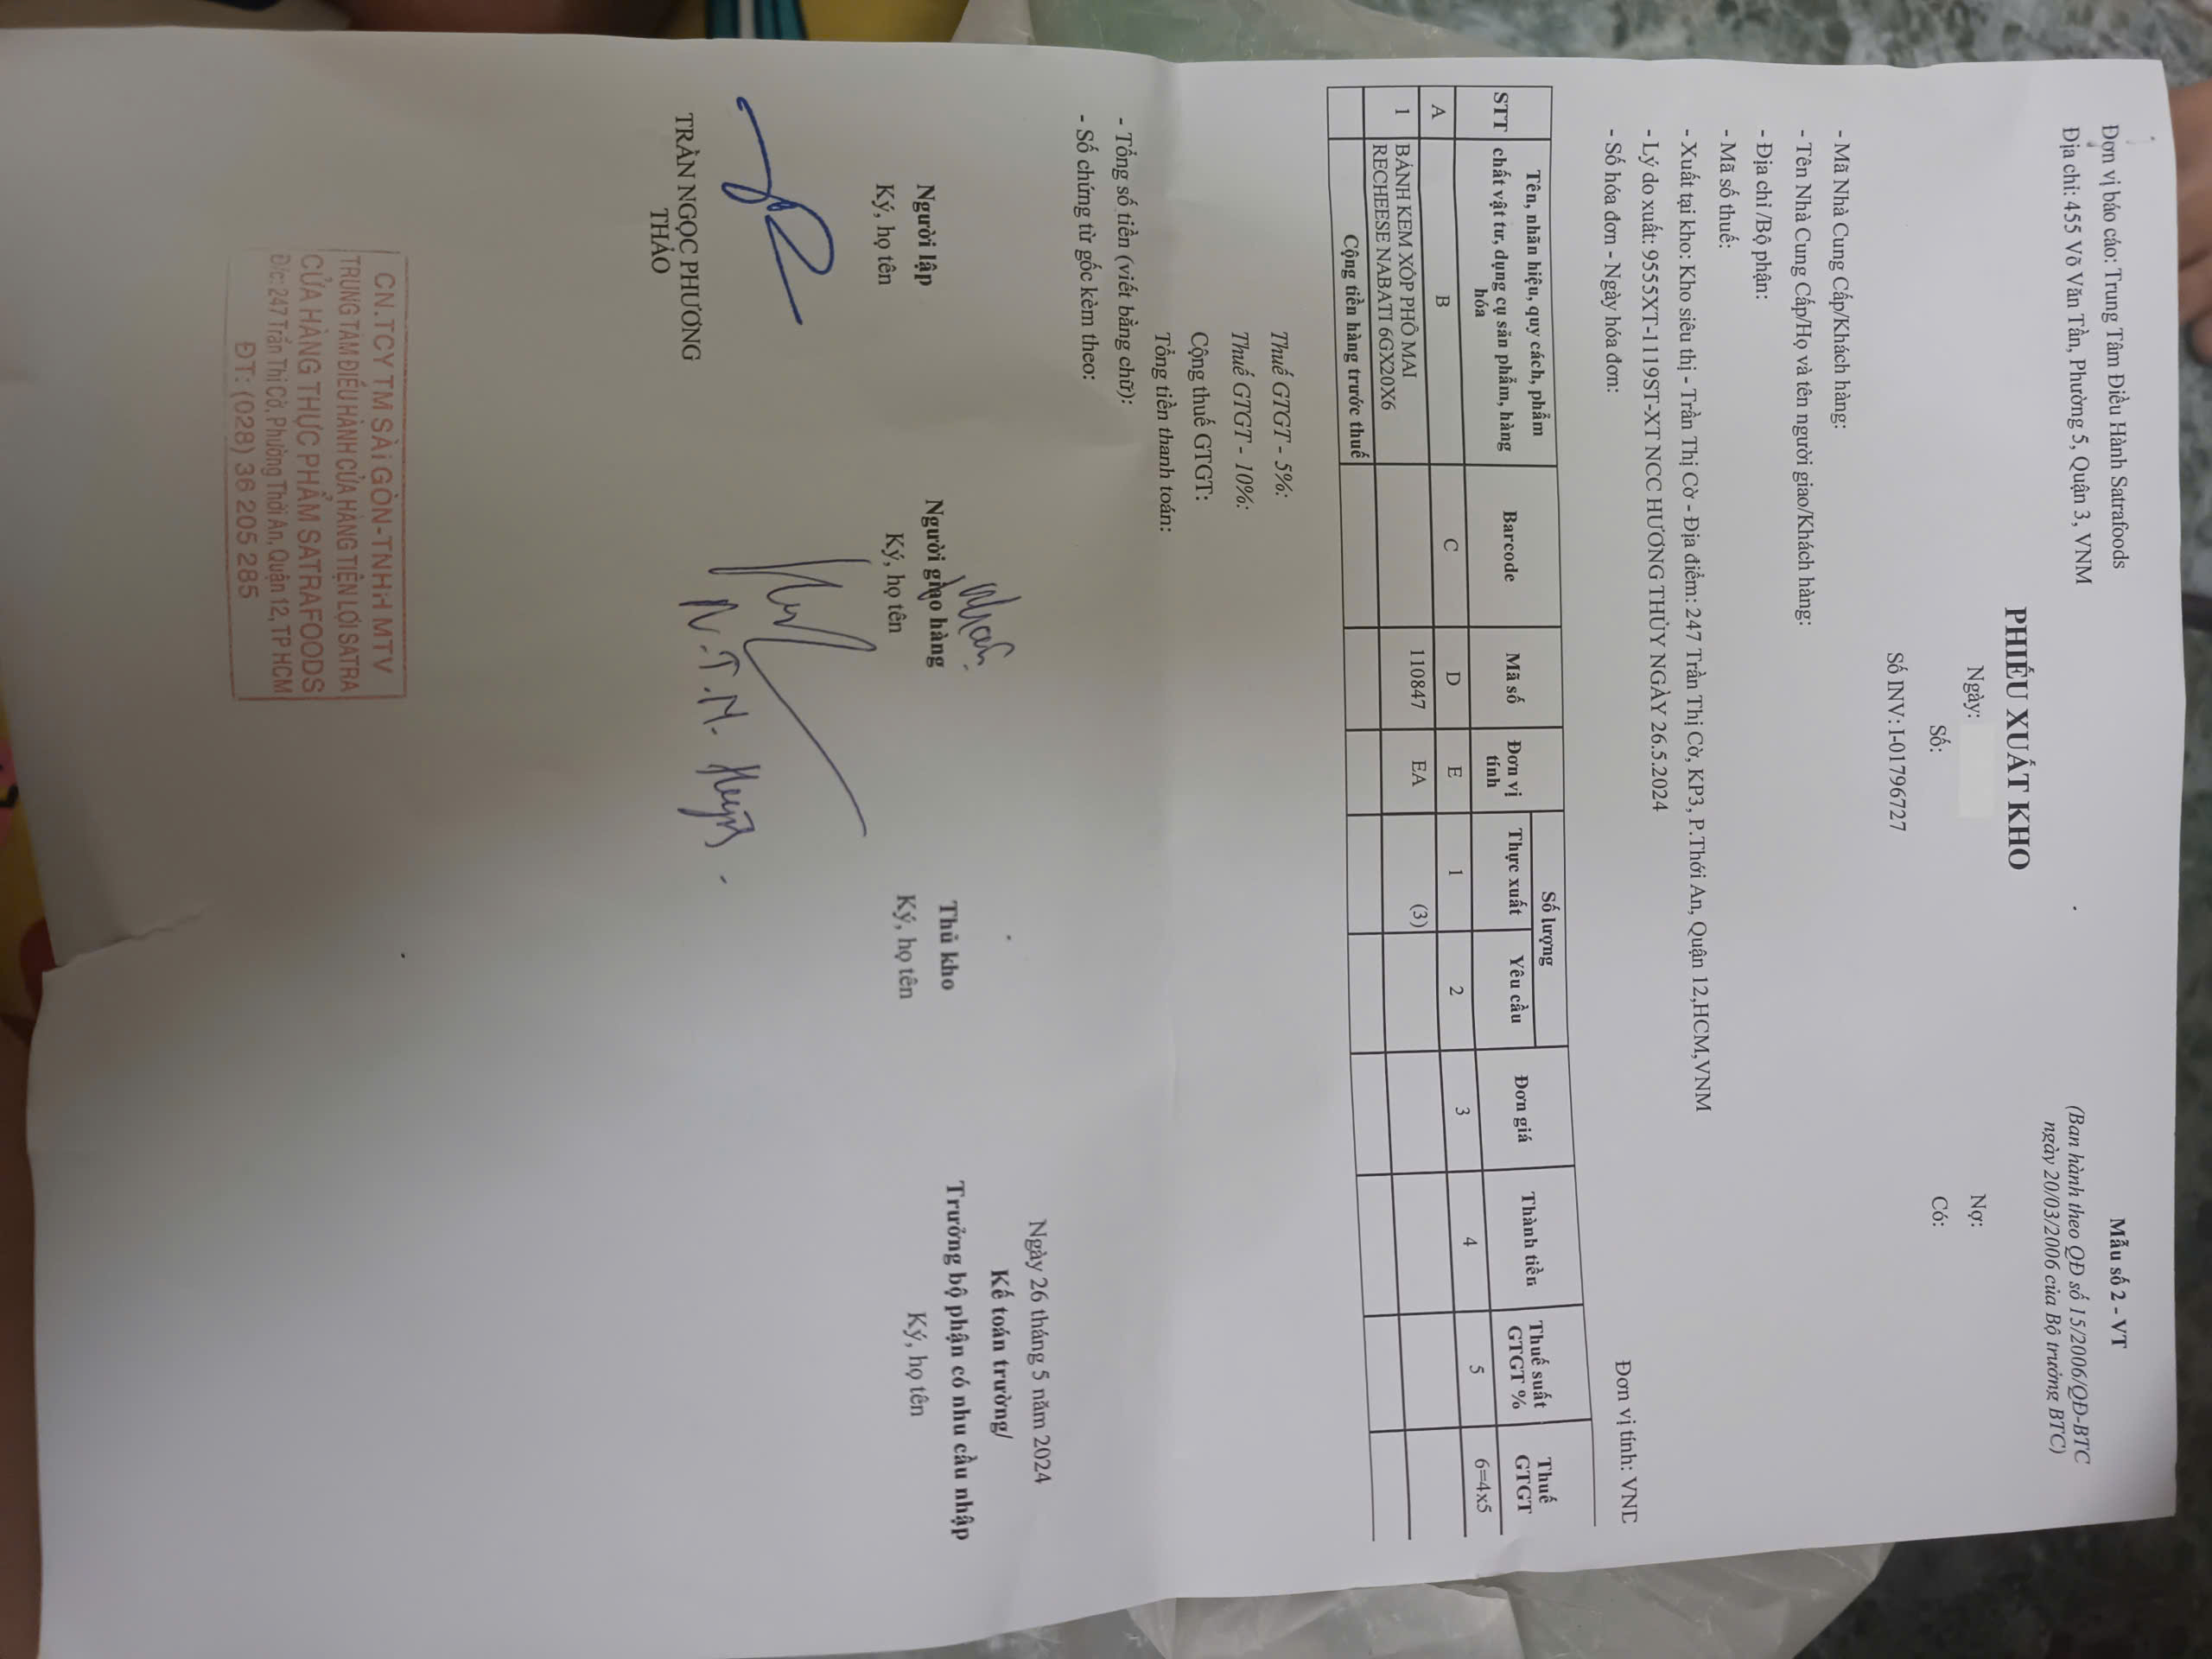 Đơn vị báo cáo: Trung Tâm Điều Hành Satrafoods
Địa chỉ: 455 Võ Văn Tần, Phường 5, Quận 3, VNM
Mẫu số 2 - VT
(Ban hành theo QĐ số 15/2006/QĐ-BTC
ngày 20/03/2006 của Bộ trưởng BTC)
PHIẾU XUẤT KHO
Ngày:
Số:
Số INV: I-01796727
Nợ:
Có:
- Mã Nhà Cung Cấp/Khách hàng:
- Tên Nhà Cung Cấp/Họ và tên người giao/Khách hàng:
- Địa chỉ /Bộ phận:
- Mã số thuế:
- Xuất tại kho: Kho siêu thị - Trần Thị Cờ - Địa điểm: 247 Trần Thị Cờ, KP3, P.Thới An, Quận 12,HCM,VNM
- Lý do xuất: 9555XT-1119ST-XT NCC HƯƠNG THỦY NGÀY 26.5.2024
- Số hóa đơn - Ngày hóa đơn:
Đơn vị tính: VND
STT
Tên, nhãn hiệu, quy cách, phẩm
chất vật tư, dụng cụ sản phẩm, hàng
hóa
Barcode
Mã số
Đơn vị
tính
Số lượng
Thực xuất
Yêu cầu
Đơn giá
Thành tiền
Thuế suất
GTGT %
Thuế
GTGT
A B C D E 1 2 3 4 5 6=4x5
1 BÁNH KEM XỐP PHÔ MAI 110847 EA (3)
RECHEESE NABATI 6GX20X6
Cộng tiền hàng trước thuế
Thuế GTGT - 5%:
Thuế GTGT - 10%:
Cộng thuế GTGT:
Tổng tiền thanh toán:
- Tổng số tiền (viết bằng chữ):
- Số chứng từ gốc kèm theo:
Ngày 26 tháng 5 năm 2024
Kế toán trường/
Trưởng bộ phận có nhu cầu nhập
Ký, họ tên
Người lập
Ký, họ tên
Người giao hàng
Ký, họ tên
Thủ kho
Ký, họ tên
N.T.M.
TRẦN NGỌC PHƯƠNG
THẢO
CN.TCY TM SÀI GÒN-TNHH MTV
TRUNG TÂM ĐIỀU HÀNH CỬA HÀNG TIỆN LỢI SATRA
CỬA HÀNG THỰC PHẨM SATRAFOODS
Đ/c: 247 Trần Thị Cờ, Phường Thới An, Quận 12, TP HCM
ĐT: (028) 36 205 285